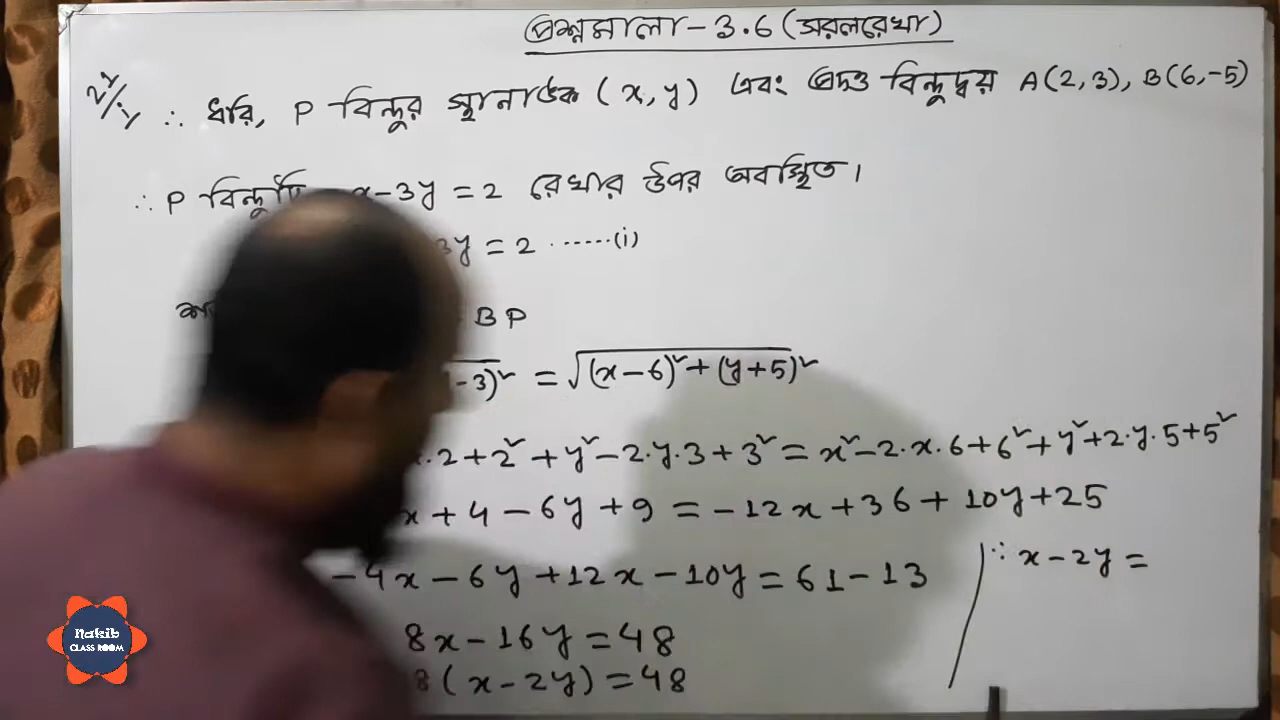 প্রশ্নমালা - 3.6 (সরলরেখা)
∴ ধরি, P বিন্দুর স্থানাঙ্ক (x, y) এবং প্রদত্ত বিন্দুদ্বয় A(2, 3), B(6, -5)
∴ P বিন্দুটি x - 3y = 2 রেখার উপর অবস্থিত।
3y = 2 ......(i)
BP
-3)² = √(x-6)² + (y+5)²
.2 + 2² + y² - 2.y.3 + 3² = x² - 2.x.6 + 6² + y² + 2.y.5 + 5²
x + 4 - 6y + 9 = -12x + 36 + 10y + 25
-4x - 6y + 12x - 10y = 61 - 13
8x - 16y = 48
8(x - 2y) = 48
∴ x - 2y =
Nakib
CLASS ROOM